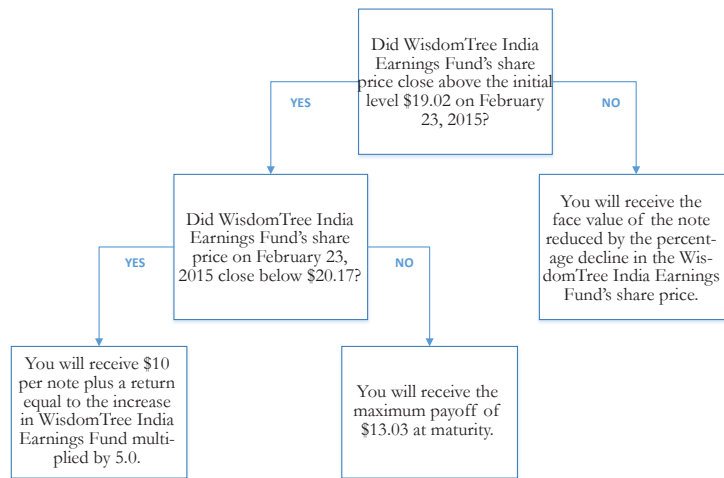 Did WisdomTree India
Earnings Fund's share
price close above the initial
level $19.02 on February
23, 2015?
YES
NO
Did WisdomTree India
Earnings Fund's share
price on February 23,
2015 close below $20.17?
You will receive the
face value of the note
reduced by the percent-
age decline in the Wis-
domTree India Earnings
Fund's share price.
YES
NO
You will receive $10
per note plus a return
equal to the increase
in WisdomTree India
Earnings Fund multi-
plied by 5.0.
You will receive the
maximum payoff of
$13.03 at maturity.